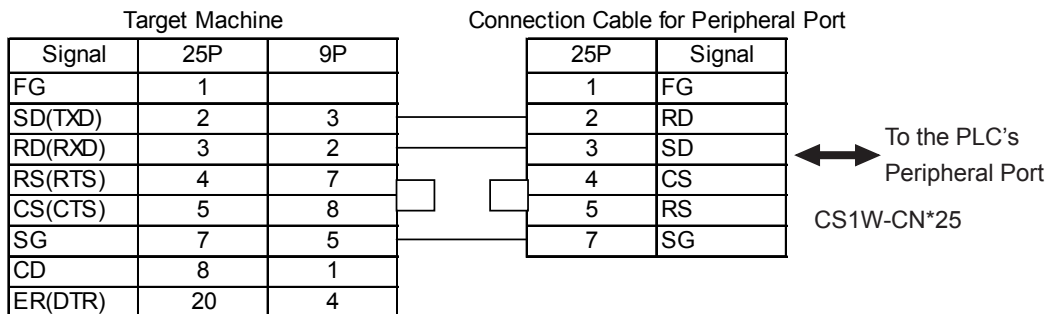 Target Machine Connection Cable for Peripheral Port
Signal 25P 9P 25P Signal
FG 1 1 FG
SD(TXD) 2 3 2 RD
RD(RXD) 3 2 3 SD
RS(RTS) 4 7 4 CS
CS(CTS) 5 8 5 RS
SG 7 5 7 SG
CD 8 1
ER(DTR) 20 4
To the PLC's
Peripheral Port
CS1W-CN*25